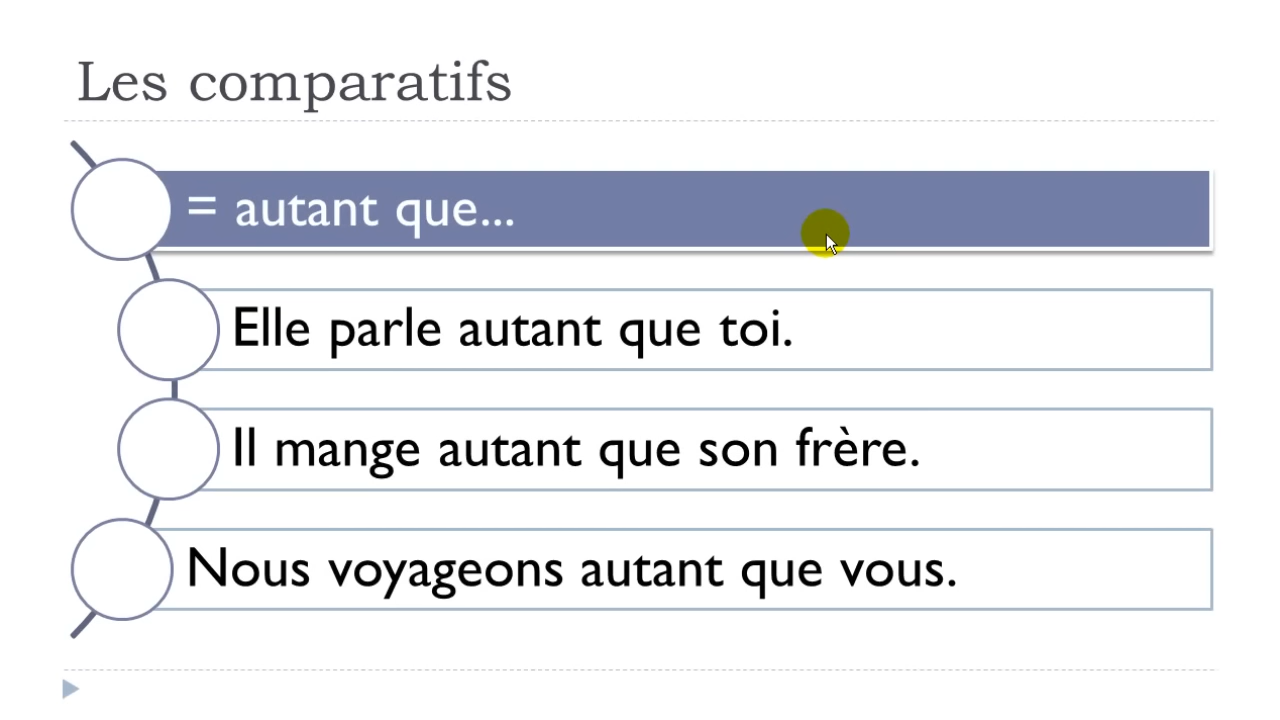 Les comparatifs
= autant que...
Elle parle autant que toi.
Il mange autant que son frère.
Nous voyageons autant que vous.